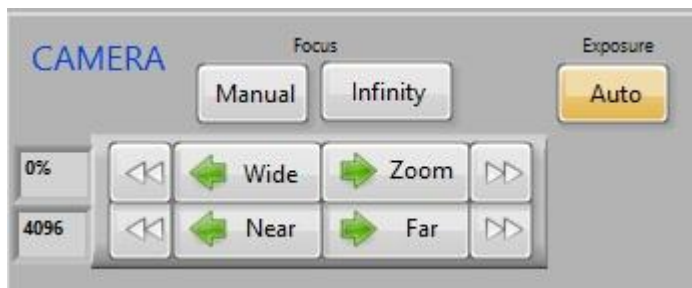 CAMERA
Focus
Exposure
Manual Infinity
Auto
0% Wide Zoom
4096 Near Far